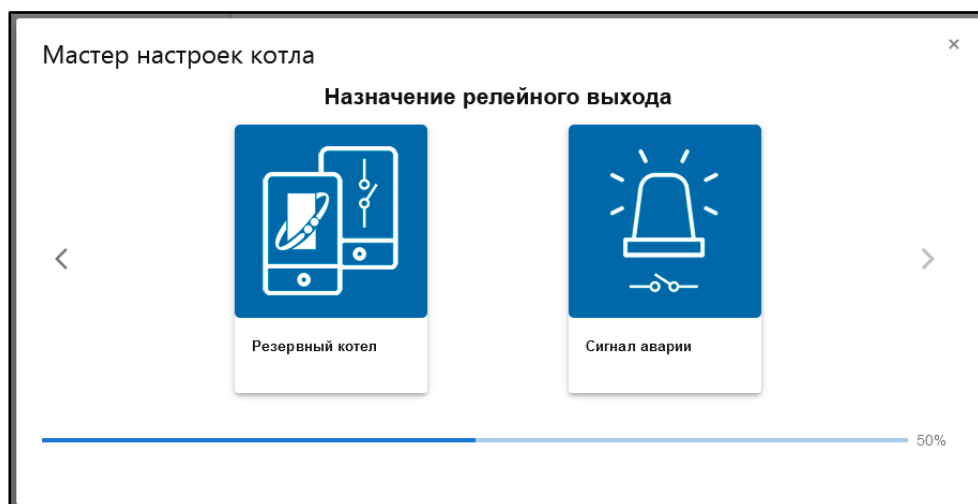 Мастер настроек котла
×
Назначение релейного выхода
Резервный котел
Сигнал аварии
50%